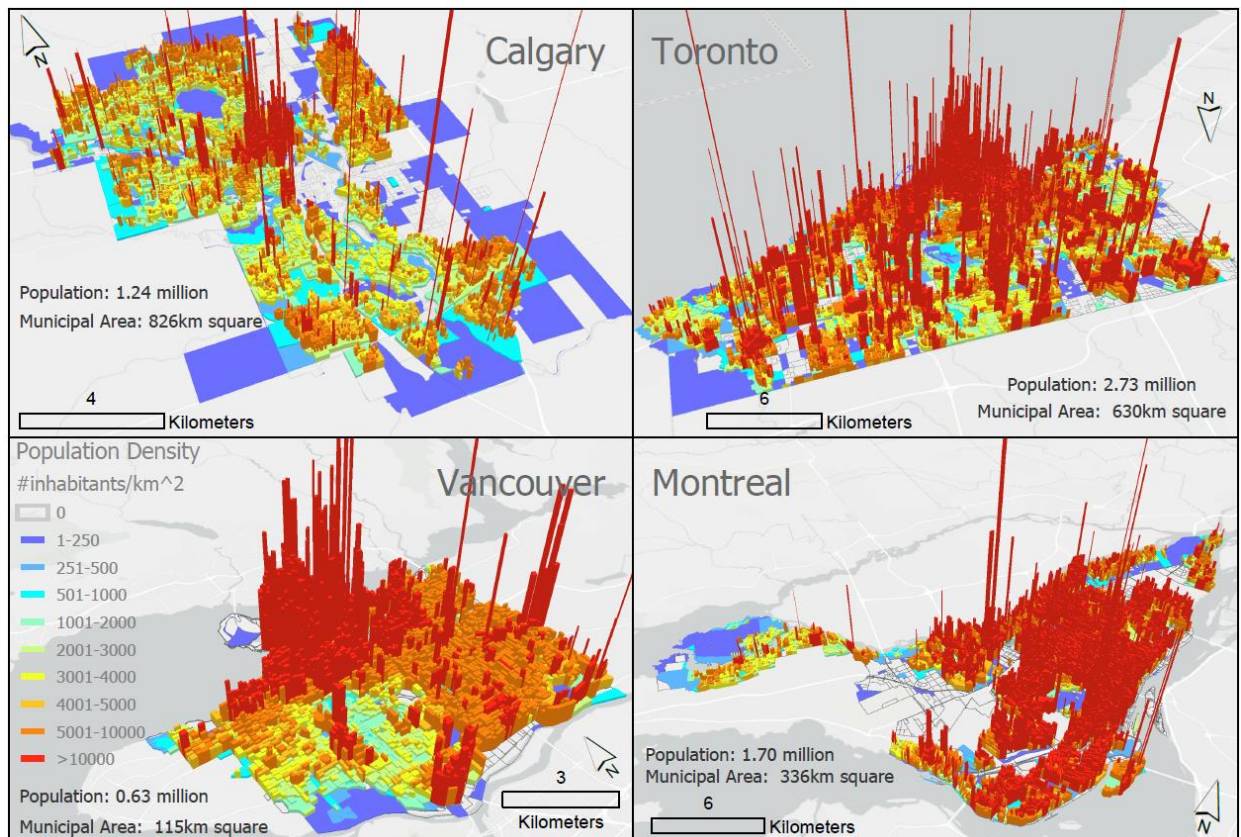 N
Calgary
Population: 1.24 million
Municipal Area: 826km square
4
Kilometers
Toronto
N
Population: 2.73 million
Municipal Area: 630km square
6
Kilometers
Population Density
#inhabitants/km^2
0
1-250
251-500
501-1000
1001-2000
2001-3000
3001-4000
4001-5000
5001-10000
>10000
Vancouver
Population: 0.63 million
Municipal Area: 115km square
N
3
Kilometers
Montreal
Population: 1.70 million
Municipal Area: 336km square
6
Kilometers
N